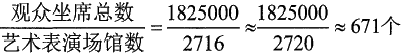 观众坐席总数/艺术表演场馆数 = 1825000/2716 ≈ 1825000/2720 ≈ 671个